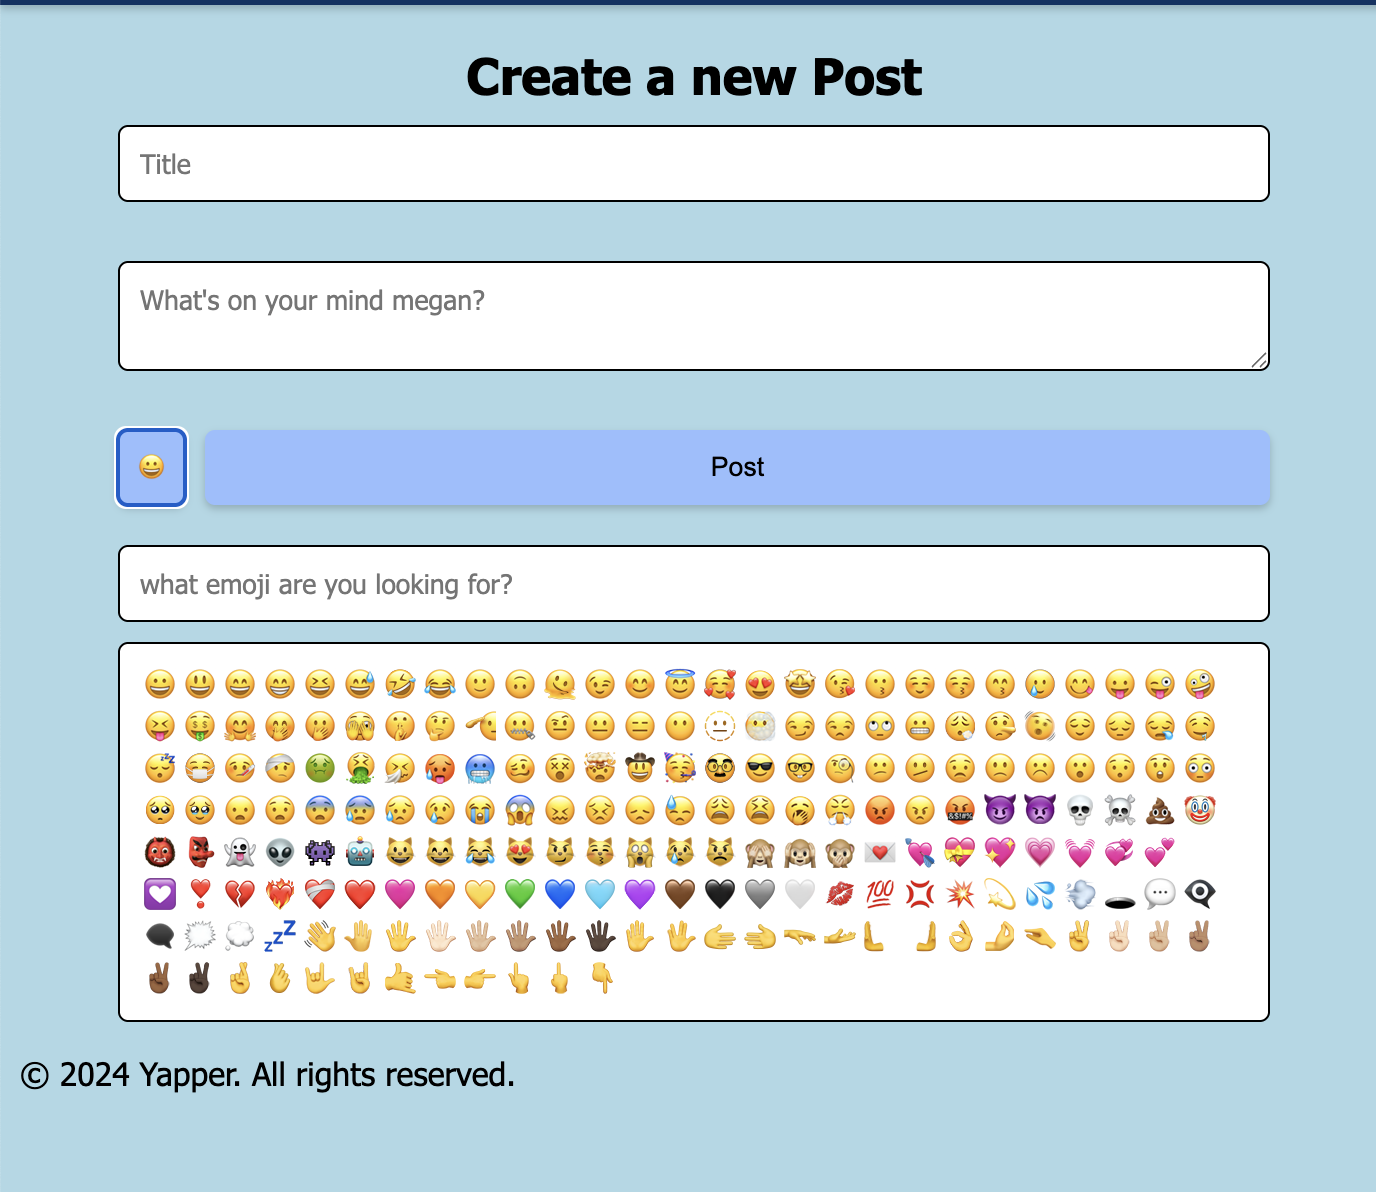 Create a new Post
Title
What's on your mind megan?
Post
what emoji are you looking for?
© 2024 Yapper. All rights reserved.